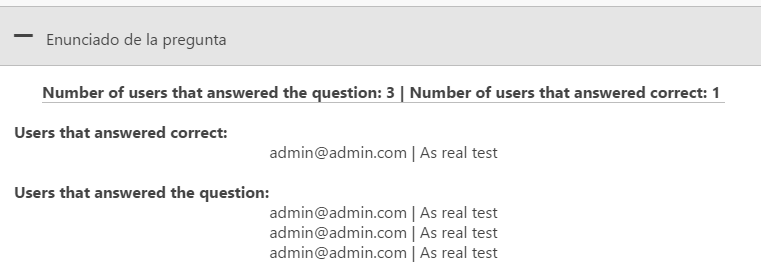 Enunciado de la pregunta
Number of users that answered the question: 3 | Number of users that answered correct: 1
Users that answered correct:
admin@admin.com | As real test
Users that answered the question:
admin@admin.com | As real test
admin@admin.com | As real test
admin@admin.com | As real test